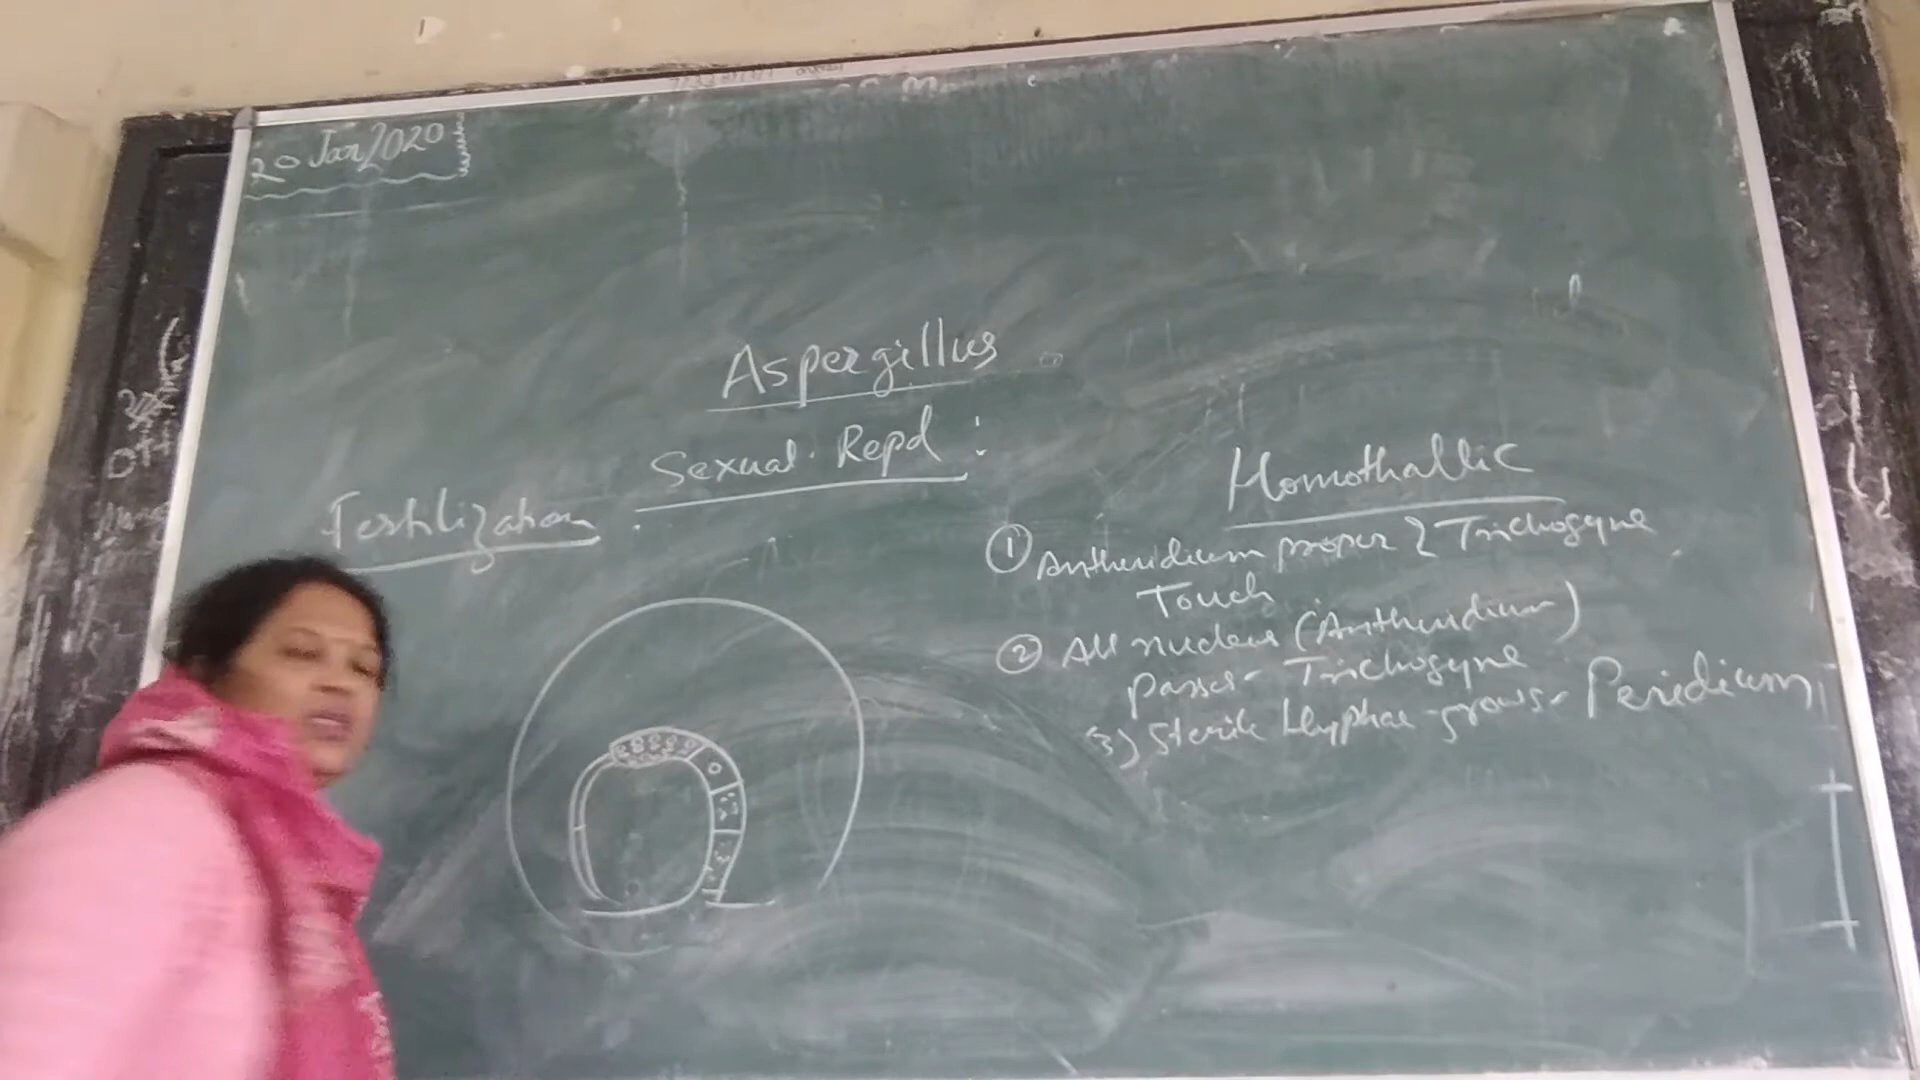 20 Jan 2020
Aspergillus
Sexual. Repd :
Fertilization :
Homothallic
① Antheridium proper & Trichogyne
Touch
② All nucleus (Antheridium)
passes - Trichogyne
3) Sterile Hyphae - grows - Peridium